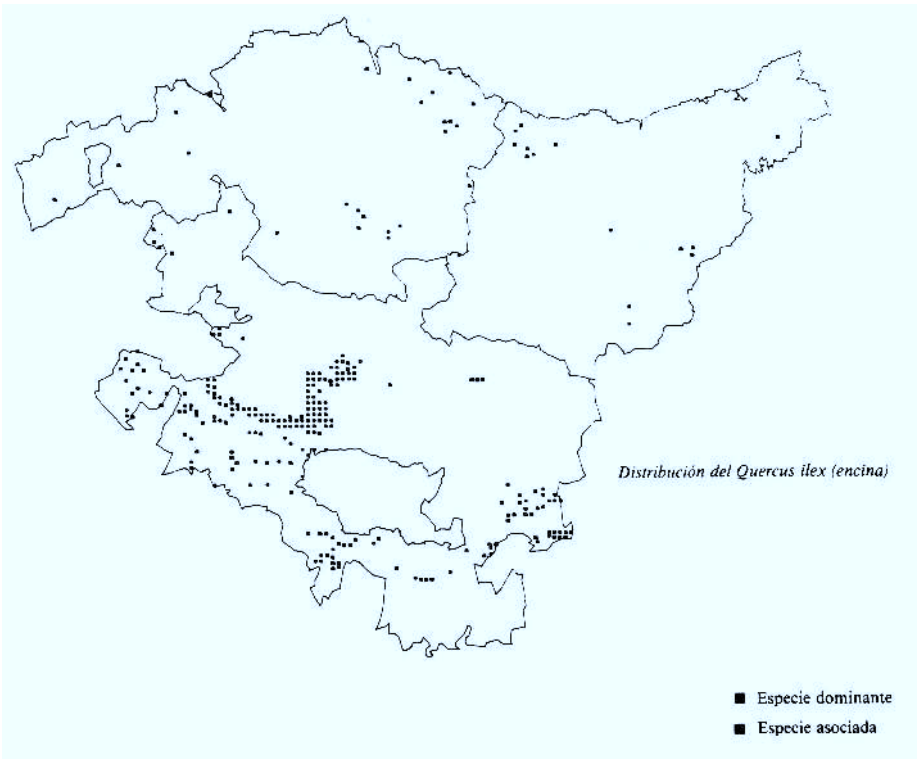 Distribución del Quercus ilex (encina)
Especie dominante
Especie asociada